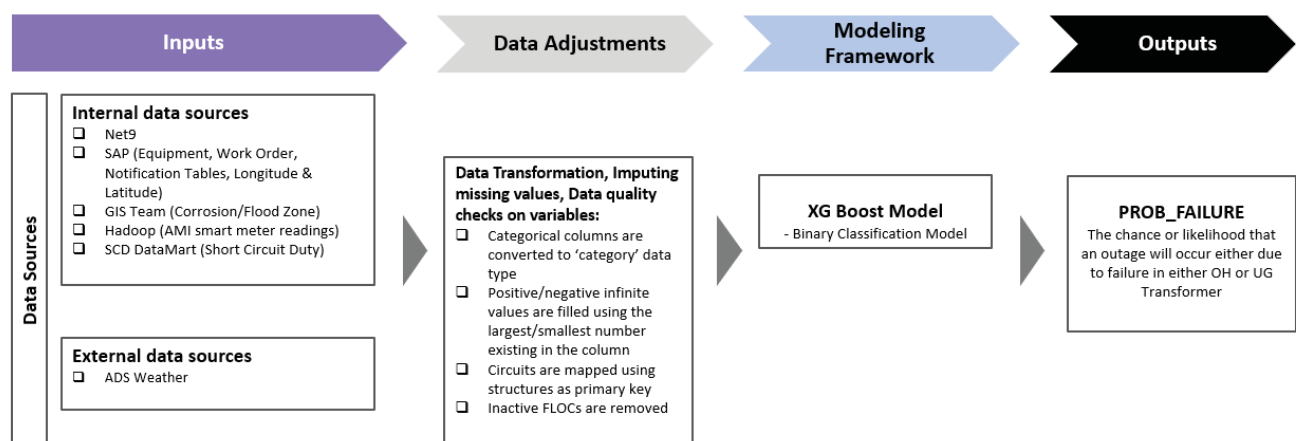 Inputs
Data Adjustments
Modeling
Framework
Outputs
Data Sources
Internal data sources
❑ Net9
❑ SAP (Equipment, Work Order,
Notification Tables, Longitude &
Latitude)
❑ GIS Team (Corrosion/Flood Zone)
❑ Hadoop (AMI smart meter readings)
❑ SCD DataMart (Short Circuit Duty)
External data sources
❑ ADS Weather
Data Transformation, Imputing
missing values, Data quality
checks on variables:
❑ Categorical columns are
converted to ‘category’ data
type
❑ Positive/negative infinite
values are filled using the
largest/smallest number
existing in the column
❑ Circuits are mapped using
structures as primary key
❑ Inactive FLOCs are removed
XG Boost Model
- Binary Classification Model
PROB_FAILURE
The chance or likelihood that
an outage will occur either due
to failure in either OH or UG
Transformer